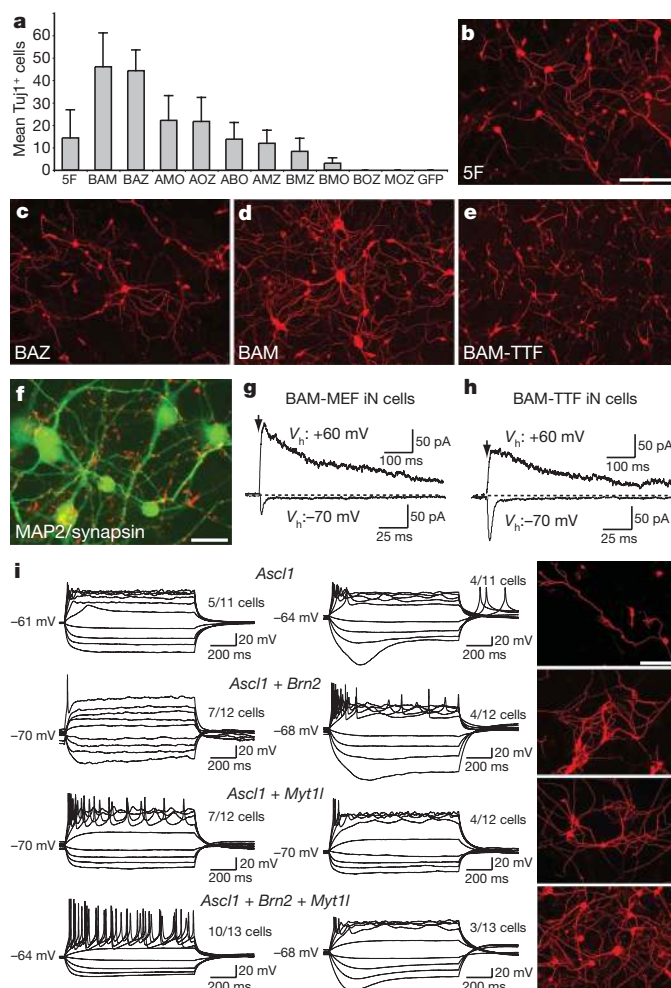 a
Mean Tuj1+ cells
60
50
40
30
20
10
0
5F BAM BAZ AMO AOZ ABO AMZ BMZ BMO BOZ MOZ GFP
b
5F
c
BAZ
d
BAM
e
BAM-TTF
f
MAP2/synapsin
g
BAM-MEF iN cells
Vh: +60 mV
50 pA
100 ms
Vh:–70 mV
50 pA
25 ms
h
BAM-TTF iN cells
Vh: +60 mV
50 pA
100 ms
Vh:–70 mV
50 pA
25 ms
i
Ascl1
–61 mV
5/11 cells
20 mV
200 ms
–64 mV
4/11 cells
20 mV
200 ms
Ascl1 + Brn2
–70 mV
7/12 cells
20 mV
200 ms
–68 mV
4/12 cells
20 mV
200 ms
Ascl1 + Myt1l
–70 mV
7/12 cells
20 mV
200 ms
–70 mV
4/12 cells
20 mV
200 ms
Ascl1 + Brn2 + Myt1l
–64 mV
10/13 cells
20 mV
200 ms
–68 mV
3/13 cells
20 mV
200 ms